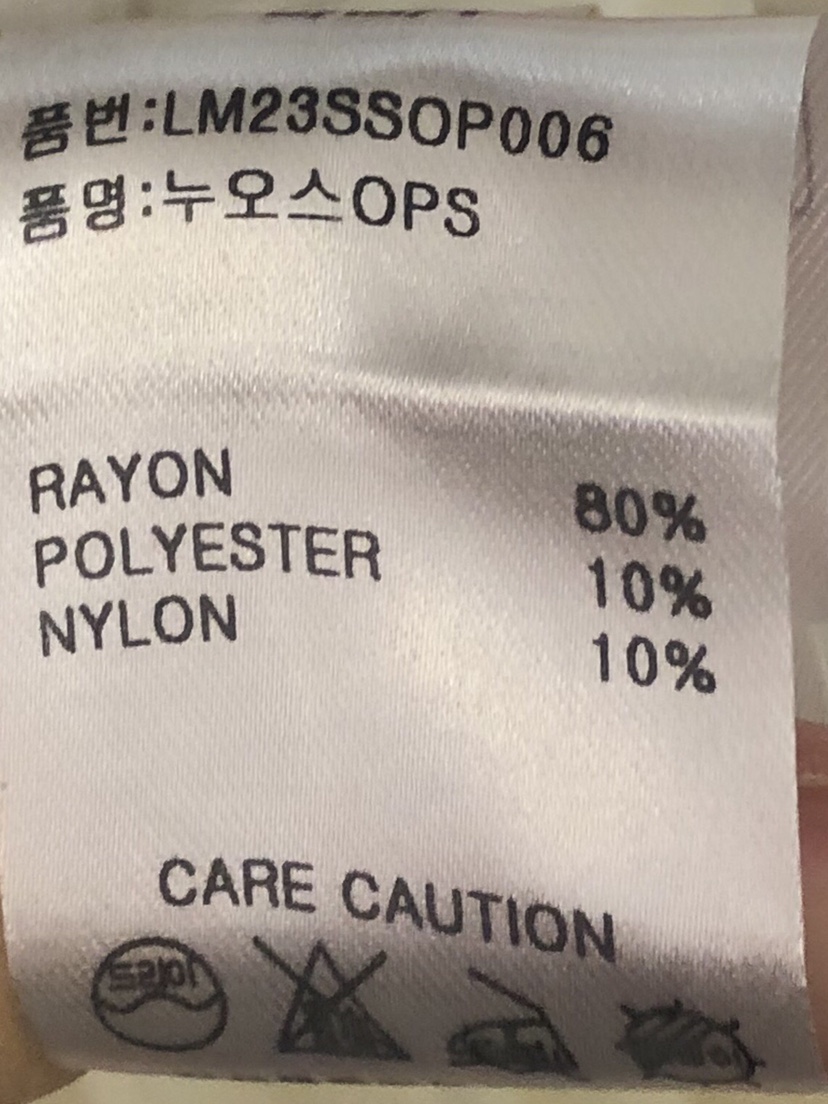 품번:LM23SSOP006
품명:누오스OPS
RAYON 80%
POLYESTER 10%
NYLON 10%
CARE CAUTION
드라이